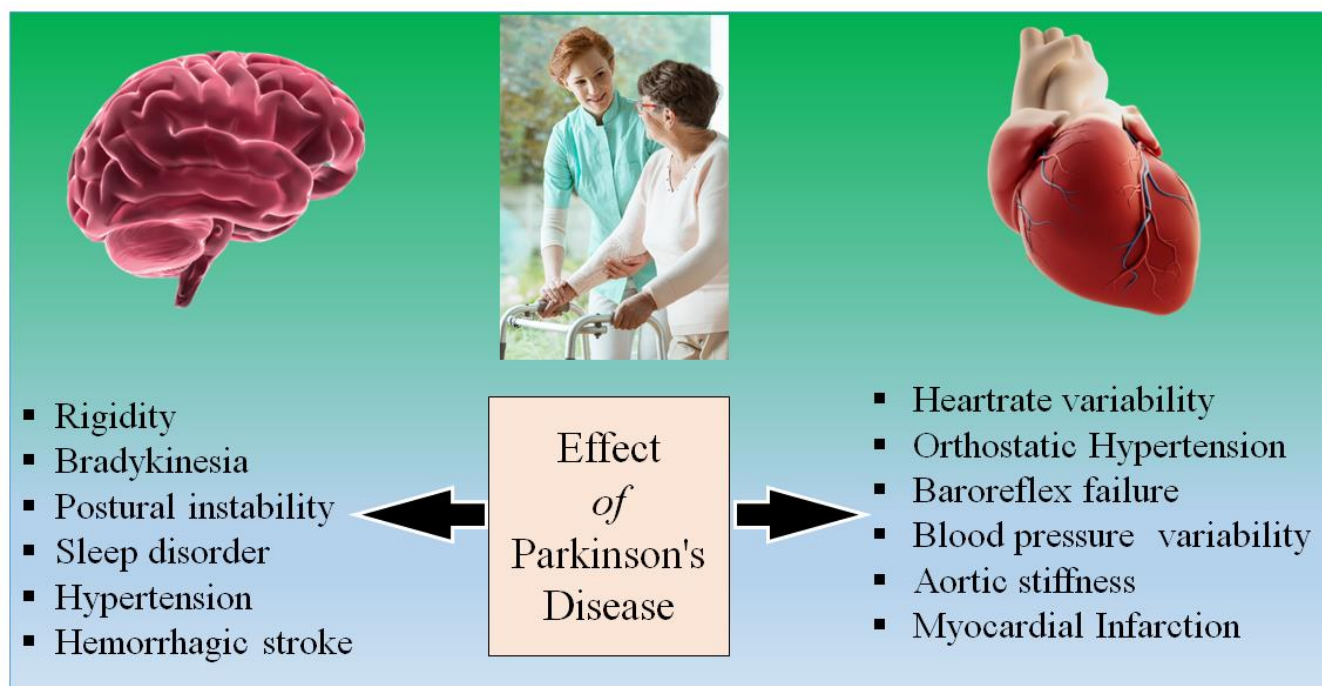 Rigidity
Bradykinesia
Postural instability
Sleep disorder
Hypertension
Hemorrhagic stroke
Effect
of
Parkinson's
Disease
Heartrate variability
Orthostatic Hypertension
Baroreflex failure
Blood pressure variability
Aortic stiffness
Myocardial Infarction